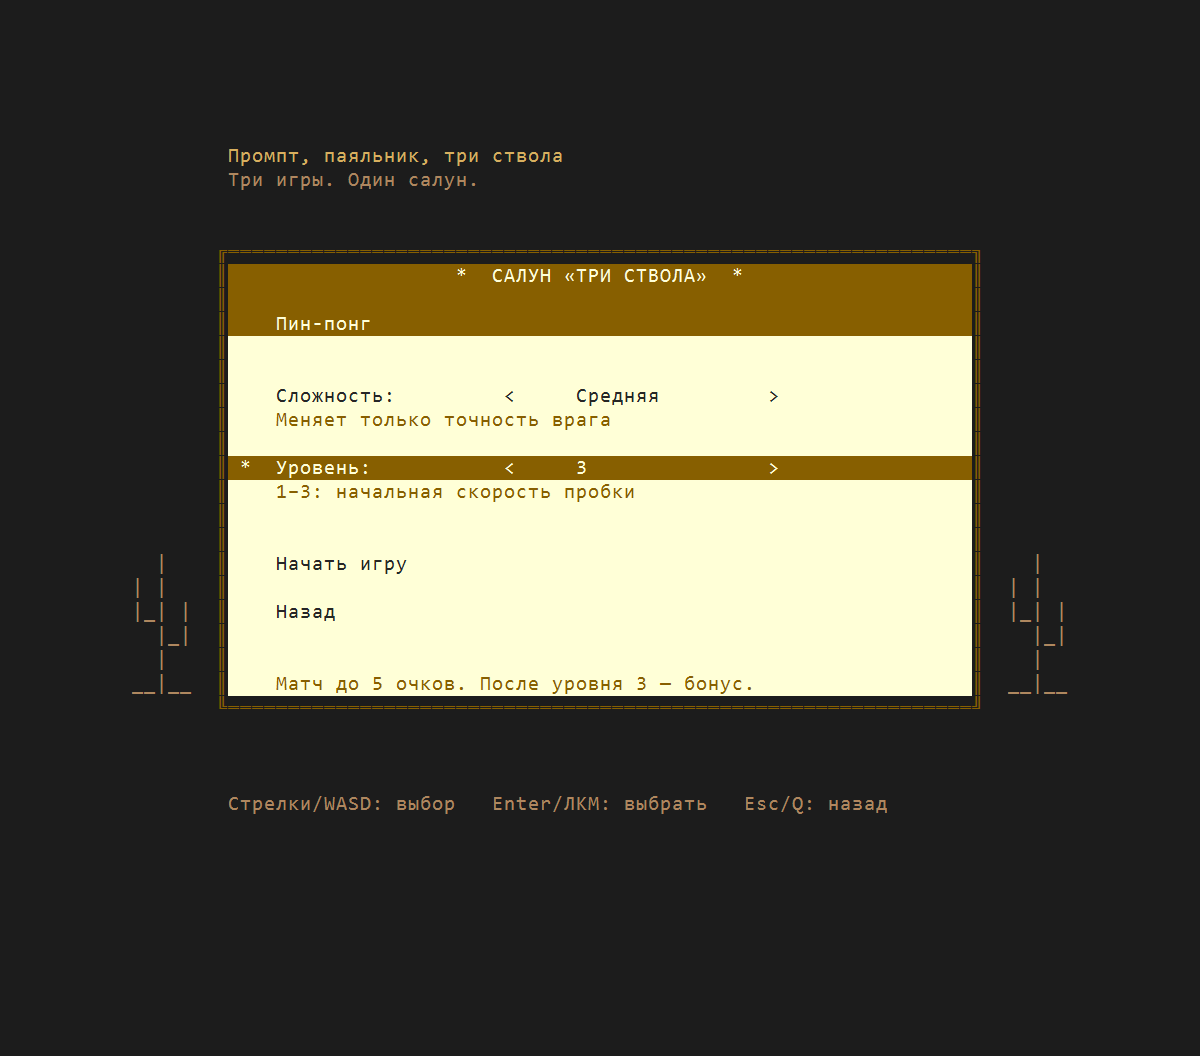 Промпт, паяльник, три ствола
Три игры. Один салун.
* САЛУН «ТРИ СТВОЛА» *
Пин-понг
Сложность: < Средняя >
Меняет только точность врага
* Уровень: < 3 >
1–3: начальная скорость пробки
Начать игру
Назад
Матч до 5 очков. После уровня 3 — бонус.
Стрелки/WASD: выбор Enter/ЛКМ: выбрать Esc/Q: назад